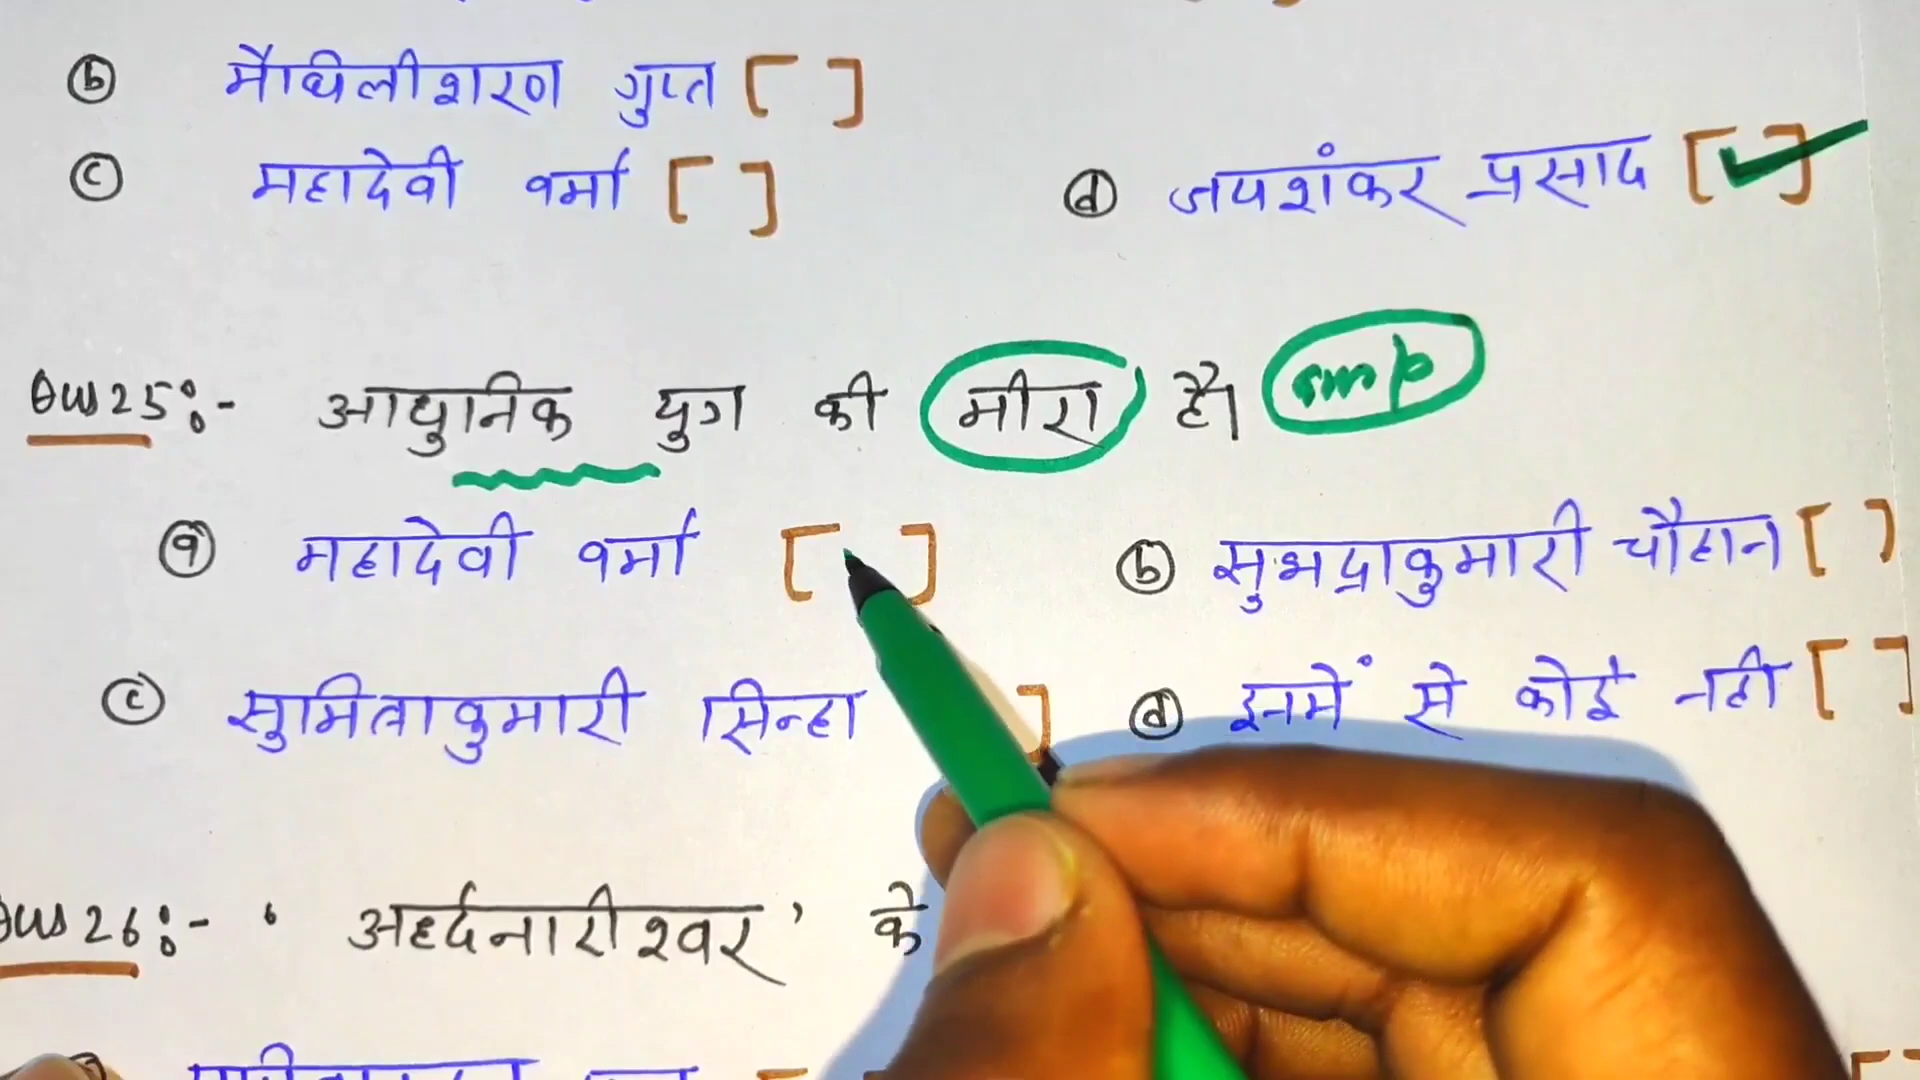 ⓑ मैथिलीशरण गुप्त [ ]
ⓒ महादेवी वर्मा [ ] ⓓ जयशंकर प्रसाद [✓]
Qus 25:- आधुनिक युग की मीरा है। imp
ⓐ महादेवी वर्मा [ ] ⓑ सुभद्राकुमारी चौहान [ ]
ⓒ सुमित्राकुमारी सिन्हा ] ⓓ इनमें से कोई नही [ ]
Qus 26:- ' अर्द्धनारीश्वर ' के